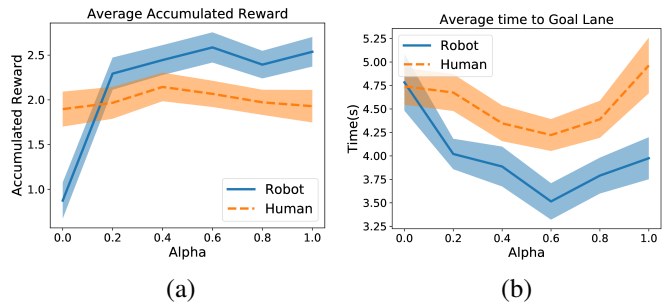 Average Accumulated Reward
Accumulated Reward
2.5
2.0
1.5
1.0
0.0 0.2 0.4 0.6 0.8 1.0
Alpha
Robot
Human
(a)
Average time to Goal Lane
Time(s)
5.25
5.00
4.75
4.50
4.25
4.00
3.75
3.50
3.25
0.0 0.2 0.4 0.6 0.8 1.0
Alpha
Robot
Human
(b)